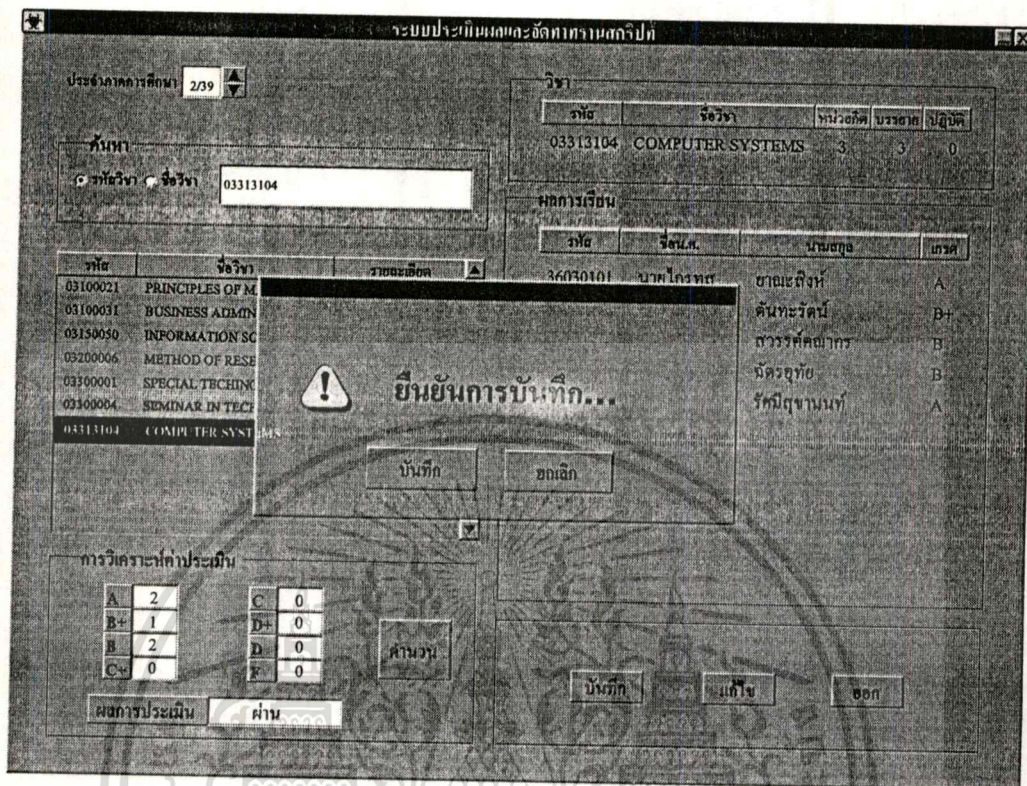 ระบบประเมินผลและจัดทำทรานสคริปท์
ประจำภาคการศึกษา 2/39
ค้นหา
รหัสวิชา ชื่อวิชา 03313104
รหัส ชื่อวิชา รายละเอียด
03100021 PRINCIPLES OF M
03100031 BUSINESS ADMIN
03150050 INFORMATION SC
03200006 METHOD OF RESE
03300001 SPECIAL TECHINC
03300004 SEMINAR IN TECH
03313104 COMPUTER SYSTEMS
วิชา
รหัส ชื่อวิชา หน่วยกิต บรรยาย ปฏิบัติ
03313104 COMPUTER SYSTEMS 3 3 0
ผลการเรียน
รหัส ชื่อน.ศ. นามสกุล เกรด
36030101 นายไกรทศ ยาณะสิงห์ A
ตันทะรัตน์ B+
สวรรค์คณากร B
ฉัตรอุทัย B
รัศมีสุขานนท์ A
ยืนยันการบันทึก...
บันทึก ยกเลิก
การวิเคราะห์ค่าประเมิน
A 2 C 0
B+ 1 D+ 0
B 2 D 0
C+ 0 F 0
คำนวน
ผลการประเมิน ผ่าน
บันทึก แก้ไข ออก